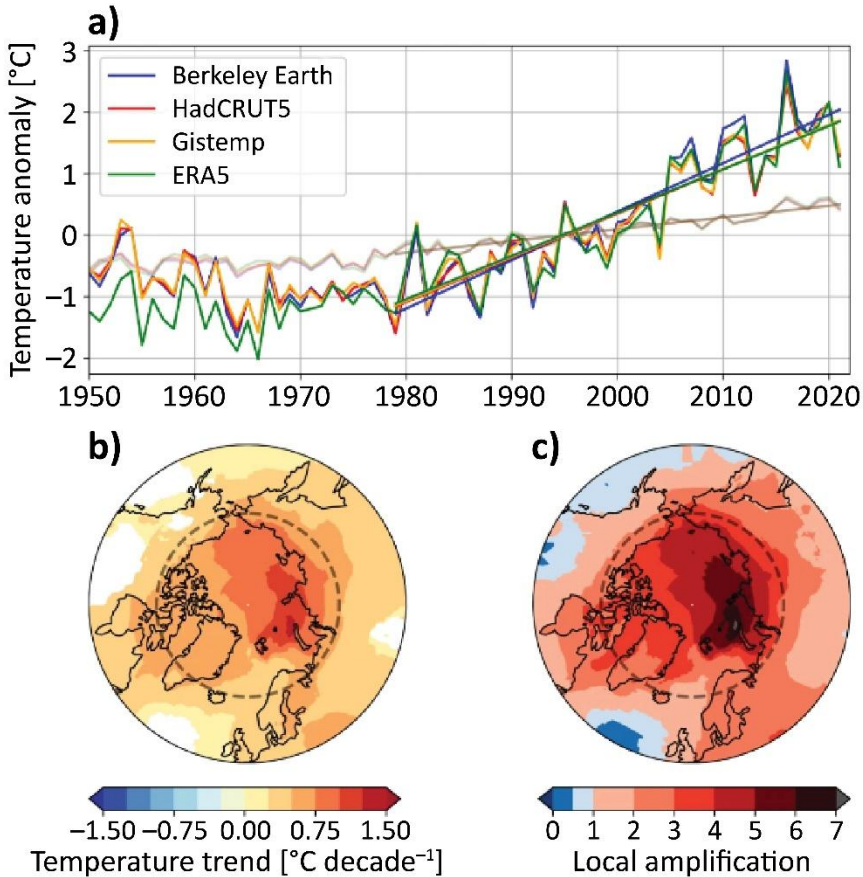 a)
Temperature anomaly [°C]
3
2
1
0
−1
−2
Berkeley Earth
HadCRUT5
Gistemp
ERA5
1950 1960 1970 1980 1990 2000 2010 2020
b)
c)
−1.50 −0.75 0.00 0.75 1.50
Temperature trend [°C decade⁻¹]
0 1 2 3 4 5 6 7
Local amplification